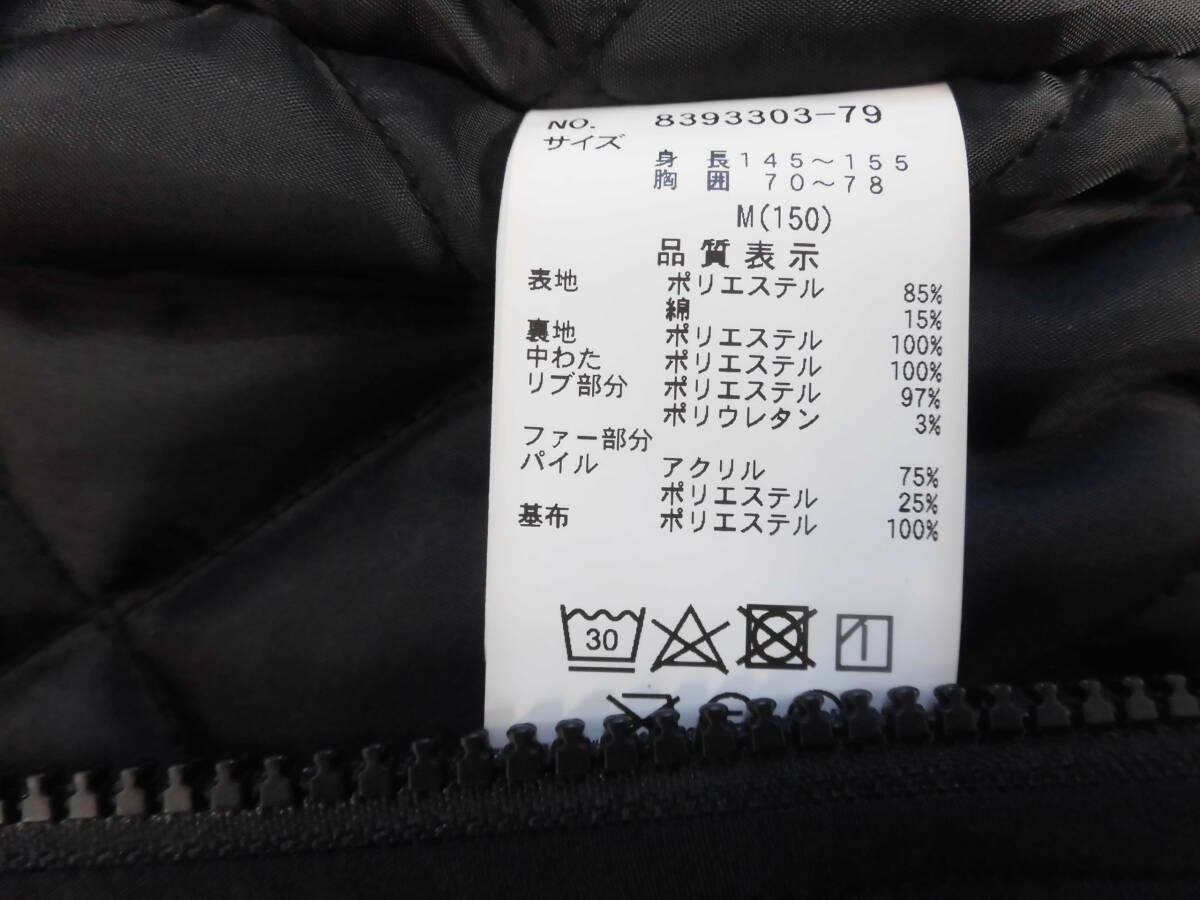 NO. 8393303-79
サイズ
身長145～155
胸囲 70～78
M(150)
品質表示
表地 ポリエステル 85%
綿 15%
裏地 ポリエステル 100%
中わた ポリエステル 100%
リブ部分 ポリエステル 97%
ポリウレタン 3%
ファー部分
パイル アクリル 75%
ポリエステル 25%
基布 ポリエステル 100%
30